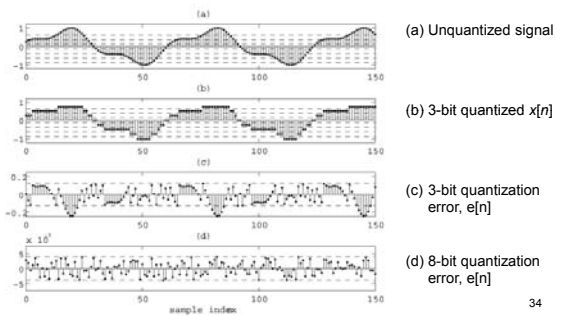 (a)
1
0
-1
0 50 100 150
(a) Unquantized signal
(b)
1
0
-1
0 50 100 150
(b) 3-bit quantized x[n]
(c)
0.2
0
-0.2
0 50 100 150
(c) 3-bit quantization
error, e[n]
x 10
(d)
5
0
-5
0 50 100 150
sample index
(d) 8-bit quantization
error, e[n]
34